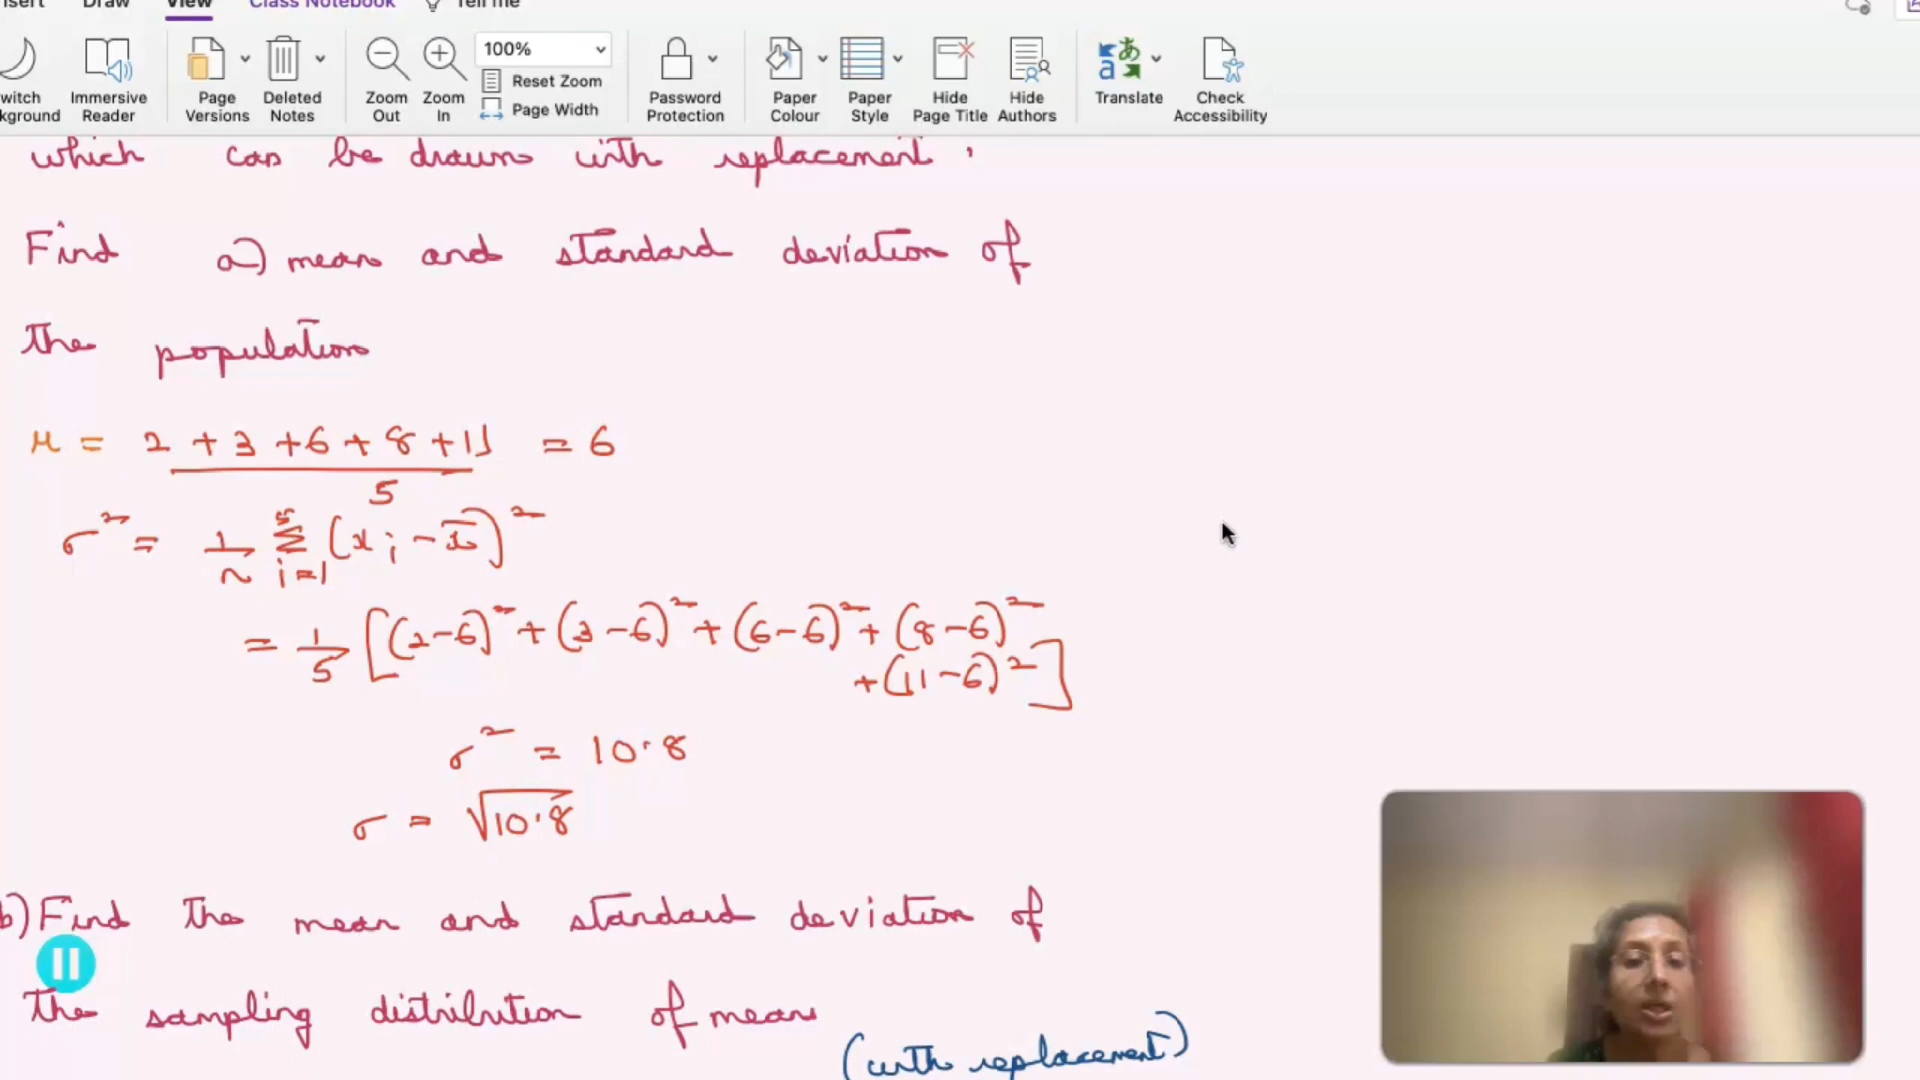 nsert Draw View Class Notebook Tell me
witch
kground
Immersive
Reader
Page
Versions
Deleted
Notes
Zoom
Out
Zoom
In
100%
Reset Zoom
Page Width
Password
Protection
Paper
Colour
Paper
Style
Hide
Page Title
Hide
Authors
Translate
Check
Accessibility
which can be drawn with replacement.
Find a) mean and standard deviation of
the population
μ = 2 + 3 + 6 + 8 + 11 = 6
5
σ² = 1/n 5Σi=1 (xi - x̄)²
= 1/5 [(2-6)² + (3-6)² + (6-6)² + (8-6)²
+ (11-6)²]
σ² = 10.8
σ = √10.8
b) Find the mean and standard deviation of
the sampling distribution of means
(with replacement)